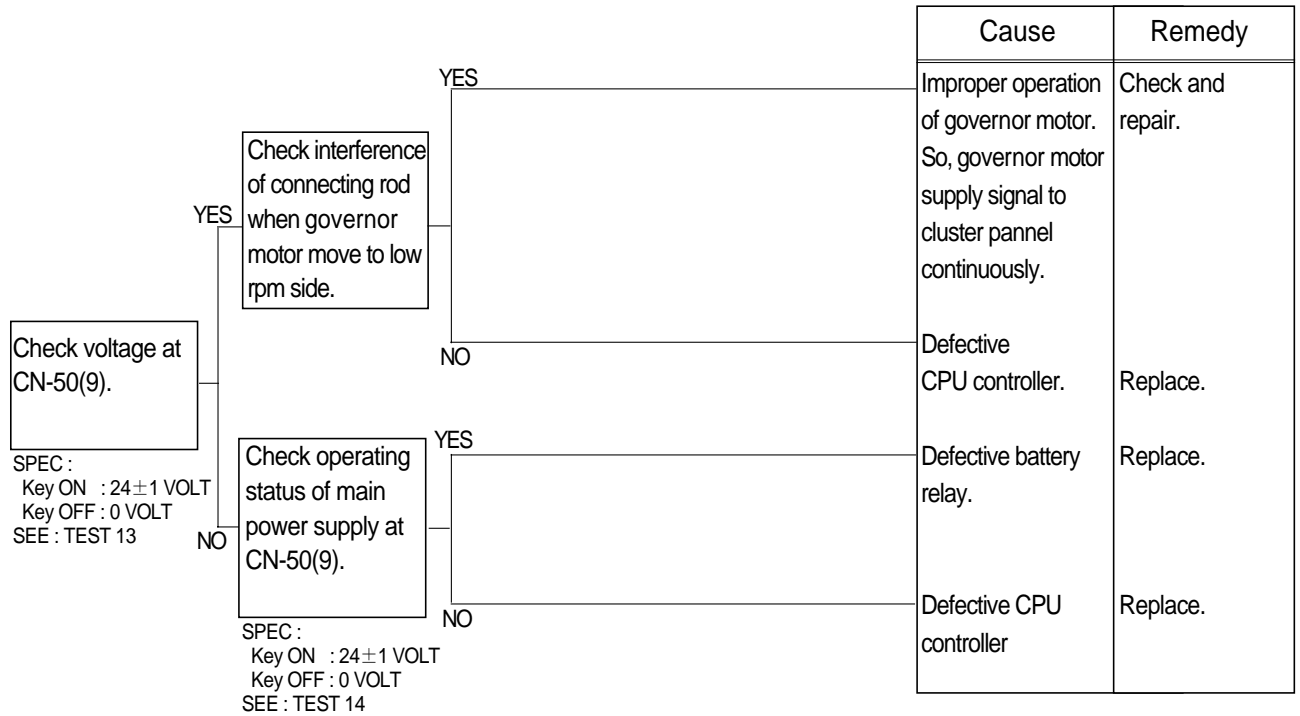 Cause
Remedy
YES
Improper operation
of governor motor.
So, governor motor
supply signal to
cluster pannel
continuously.
Check and
repair.
Check interference
of connecting rod
when governor
motor move to low
rpm side.
YES
NO
Defective
CPU controller.
Replace.
Check voltage at
CN-50(9).
SPEC :
Key ON : 24±1 VOLT
Key OFF : 0 VOLT
SEE : TEST 13
NO
Check operating
status of main
power supply at
CN-50(9).
YES
Defective battery
relay.
Replace.
NO
Defective CPU
controller
Replace.
SPEC :
Key ON : 24±1 VOLT
Key OFF : 0 VOLT
SEE : TEST 14